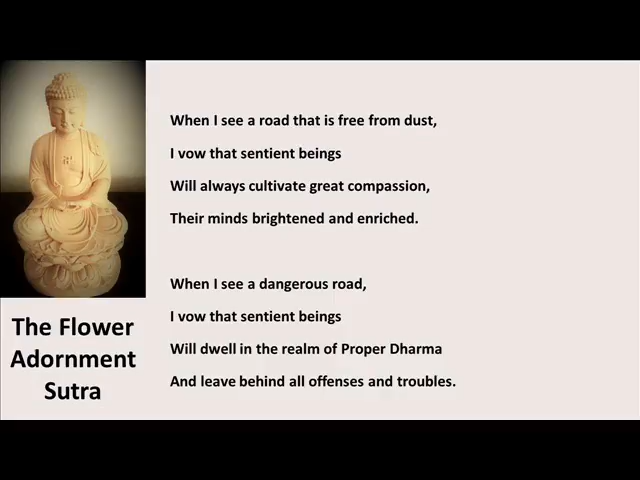 When I see a road that is free from dust,
I vow that sentient beings
Will always cultivate great compassion,
Their minds brightened and enriched.
When I see a dangerous road,
I vow that sentient beings
Will dwell in the realm of Proper Dharma
And leave behind all offenses and troubles.
The Flower
Adornment
Sutra